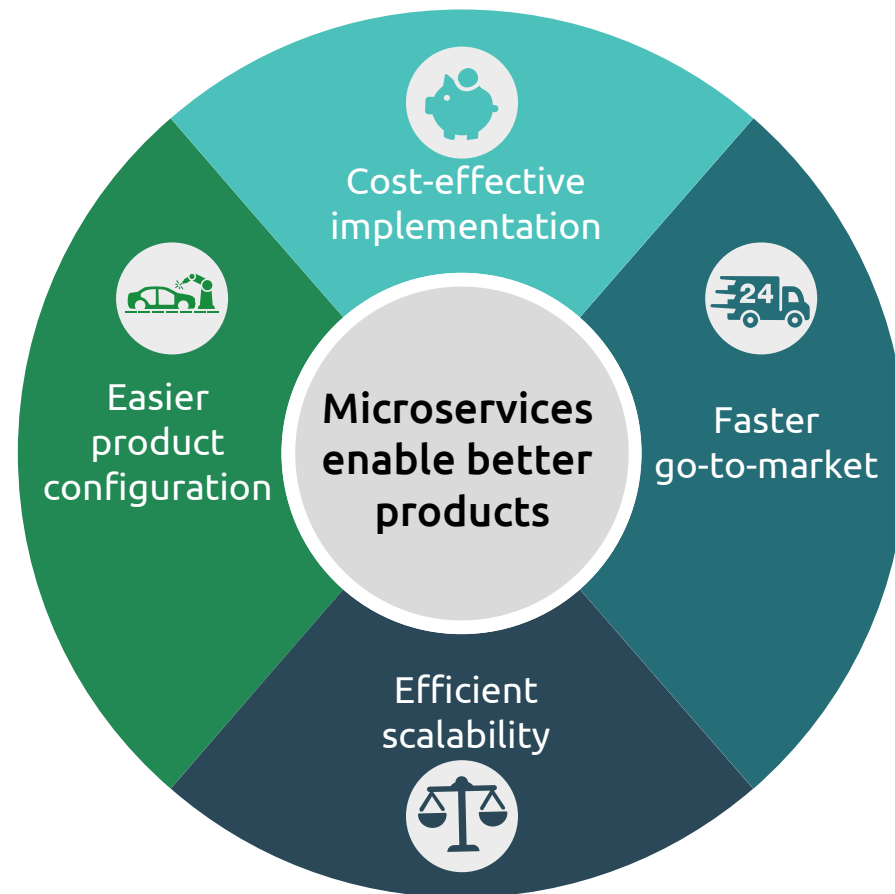 Cost-effective
implementation
24
Faster
go-to-market
Easier
product
configuration
Microservices
enable better
products
Efficient
scalability